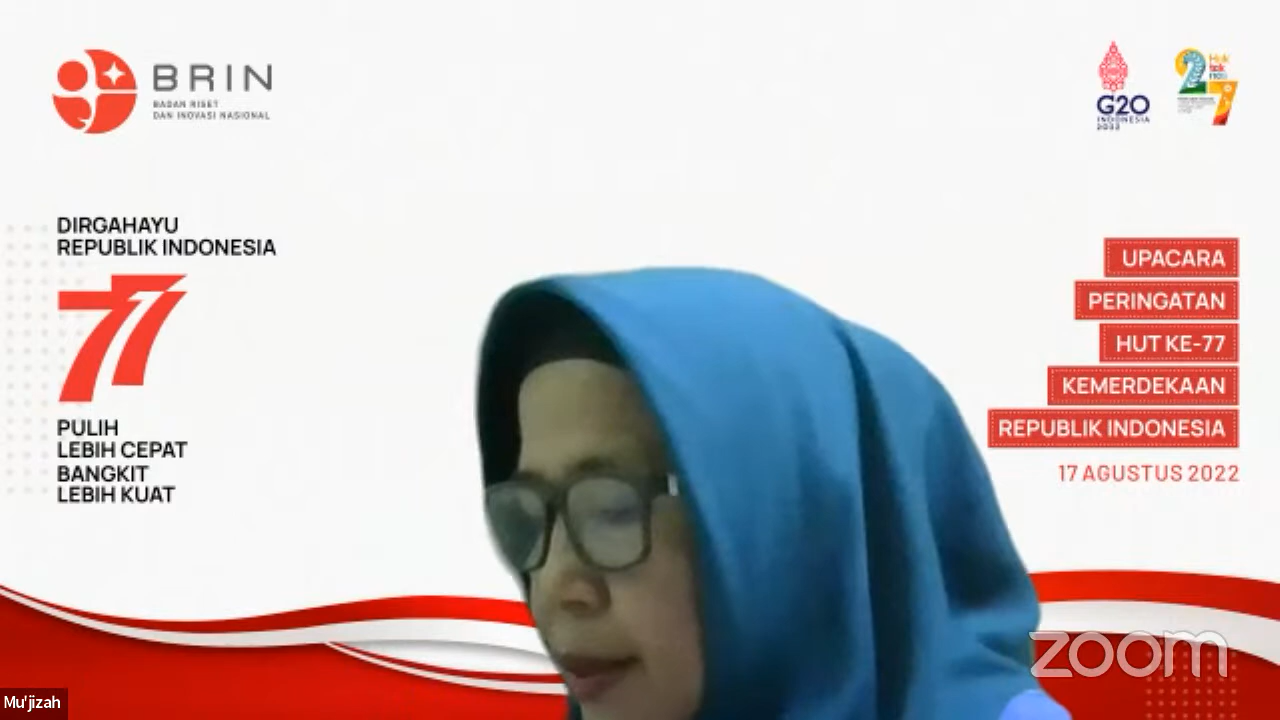 BRIN
BADAN RISET
DAN INOVASI NASIONAL
G20
INDONESIA
2022
DIRGAHAYU
REPUBLIK INDONESIA
77
PULIH
LEBIH CEPAT
BANGKIT
LEBIH KUAT
UPACARA
PERINGATAN
HUT KE-77
KEMERDEKAAN
REPUBLIK INDONESIA
17 AGUSTUS 2022
zoom
Mu'jizah